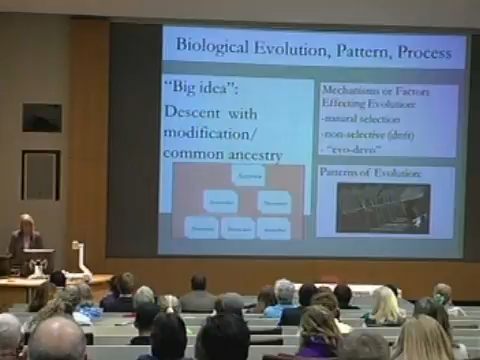 Biological Evolution, Pattern, Process
"Big idea":
Descent with
modification/
common ancestry
Mechanisms or Factors
Effecting Evolution:
-natural selection
-non-selective (drift)
- "evo-devo"
Patterns of Evolution: